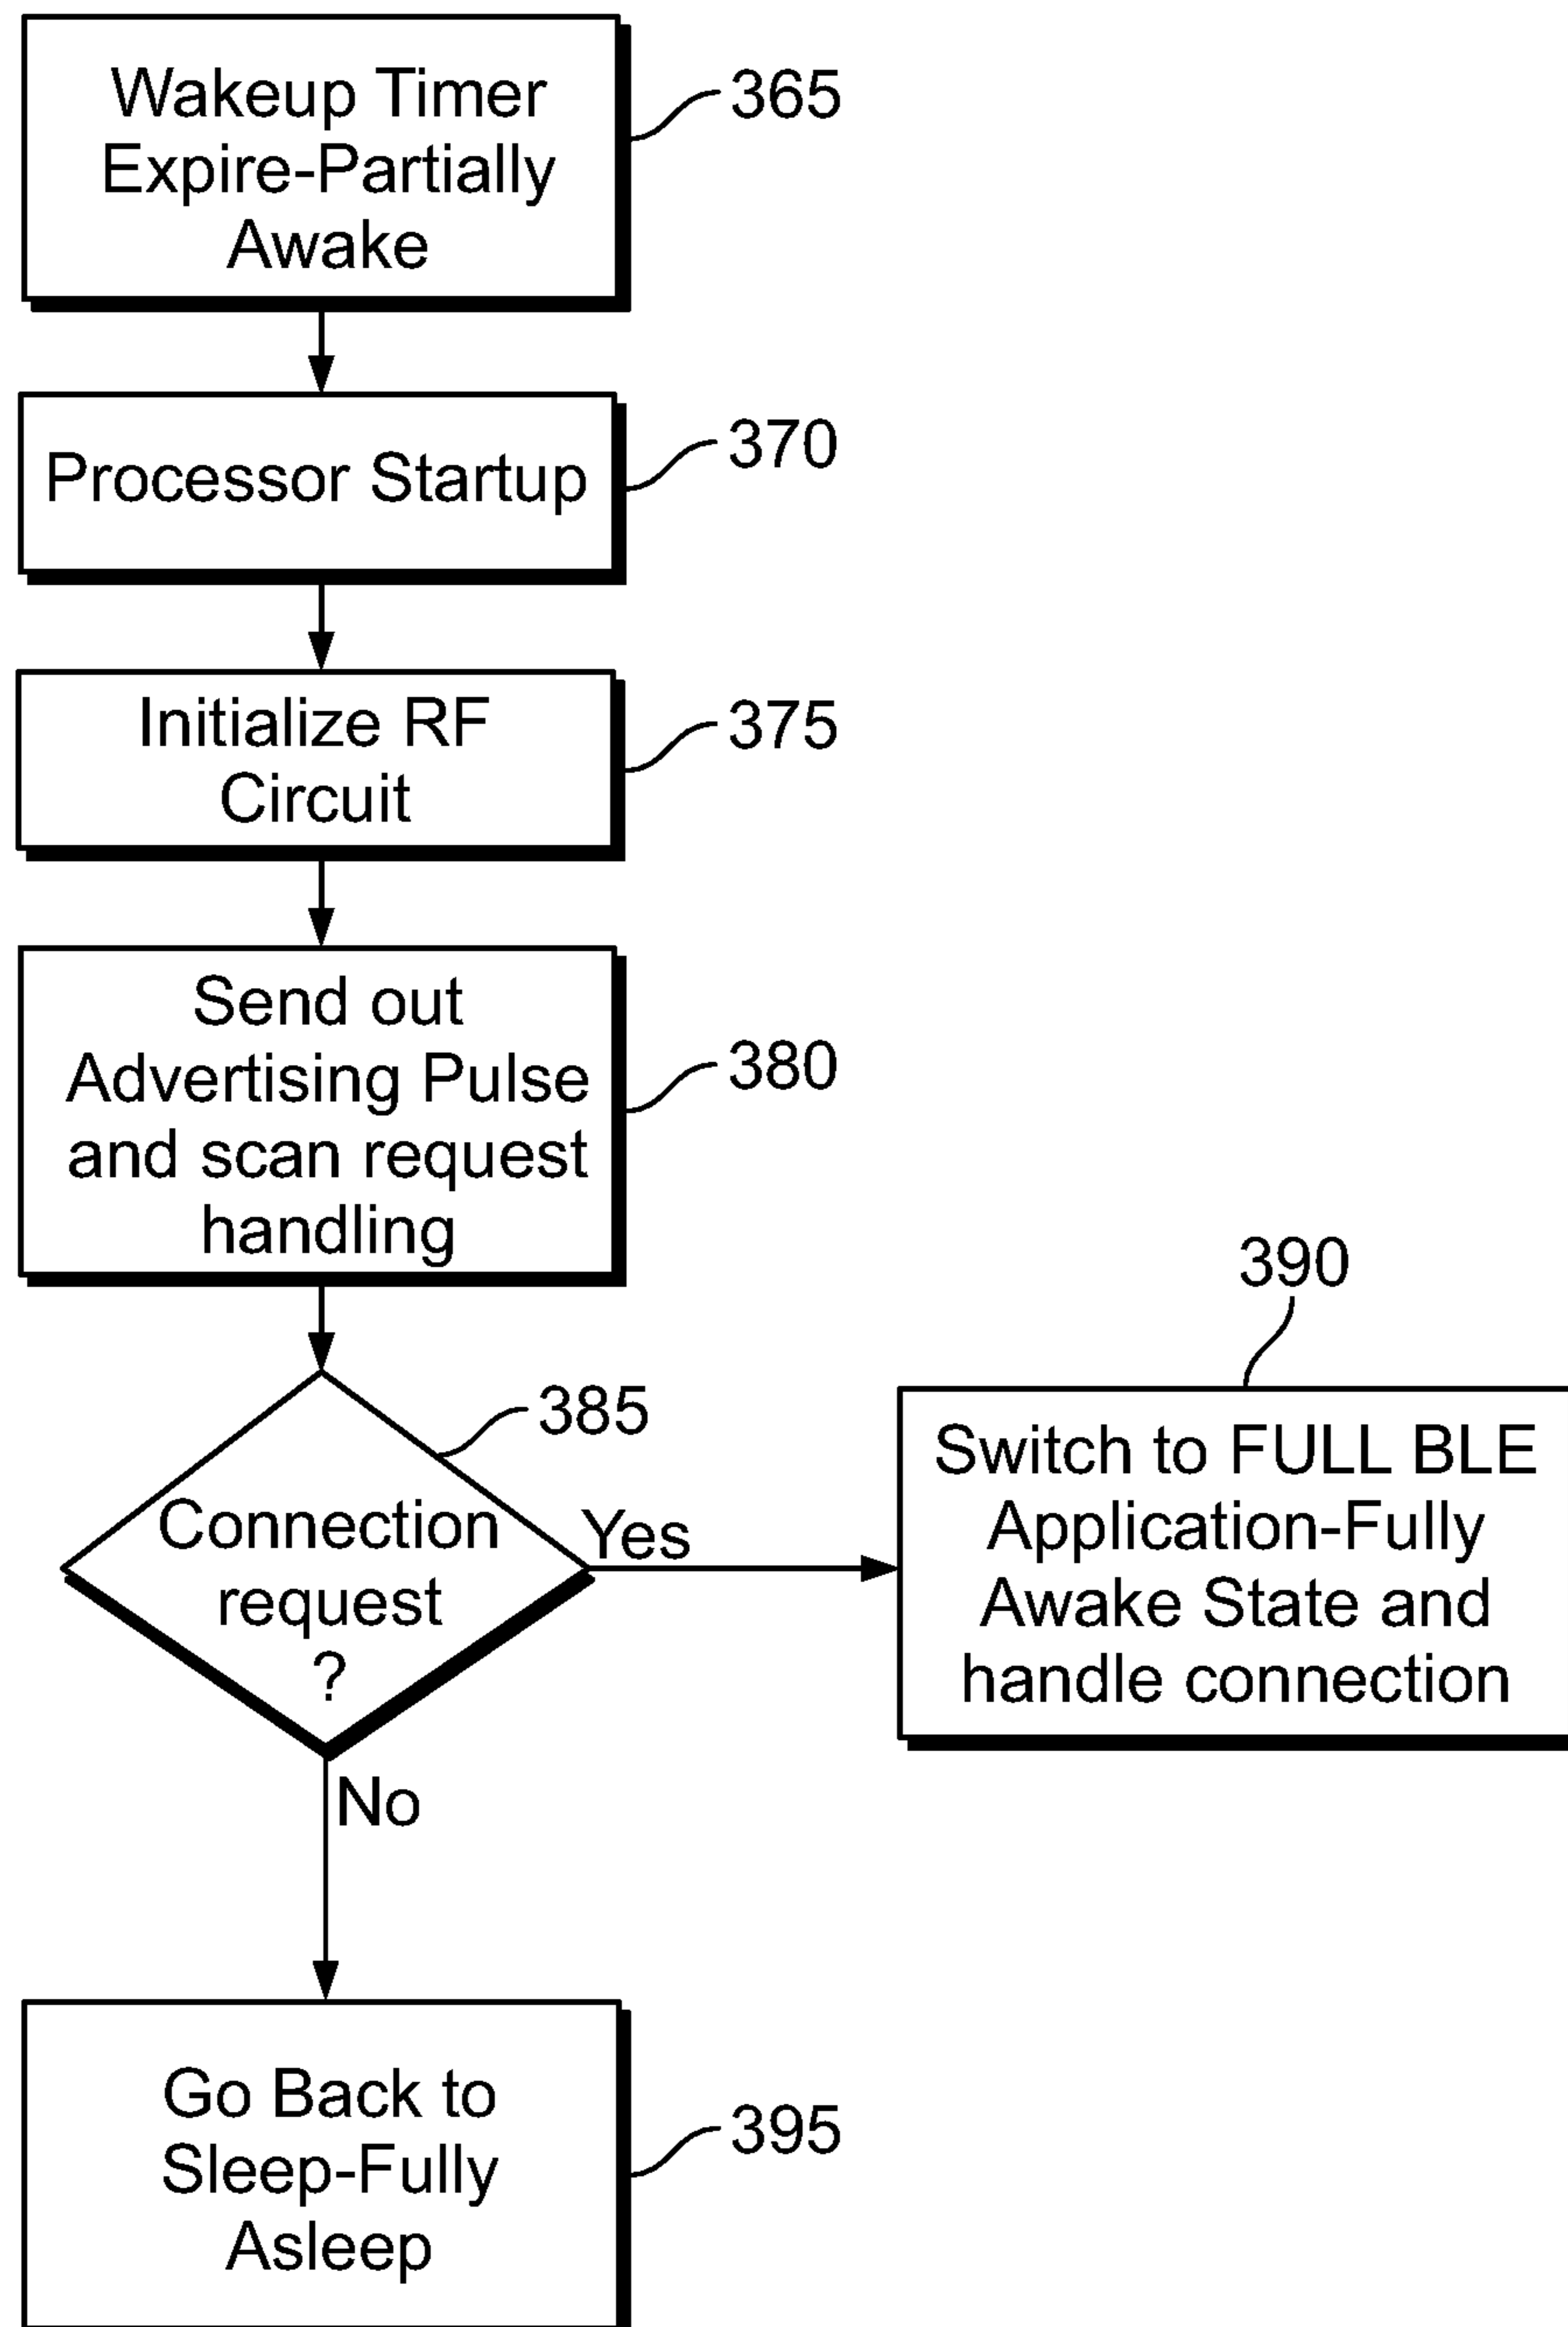 Wakeup Timer
Expire-Partially
Awake
365
Processor Startup
370
Initialize RF
Circuit
375
Send out
Advertising Pulse
and scan request
handling
380
385
Connection
request
?
Yes
390
Switch to FULL BLE
Application-Fully
Awake State and
handle connection
No
Go Back to
Sleep-Fully
Asleep
395